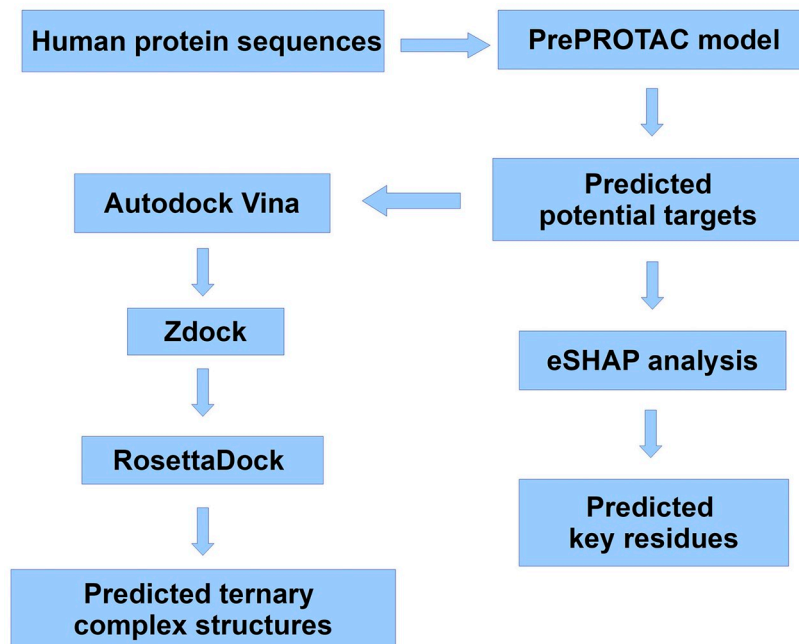 Human protein sequences
PrePROTAC model
Predicted
potential targets
Autodock Vina
Zdock
eSHAP analysis
RosettaDock
Predicted
key residues
Predicted ternary
complex structures